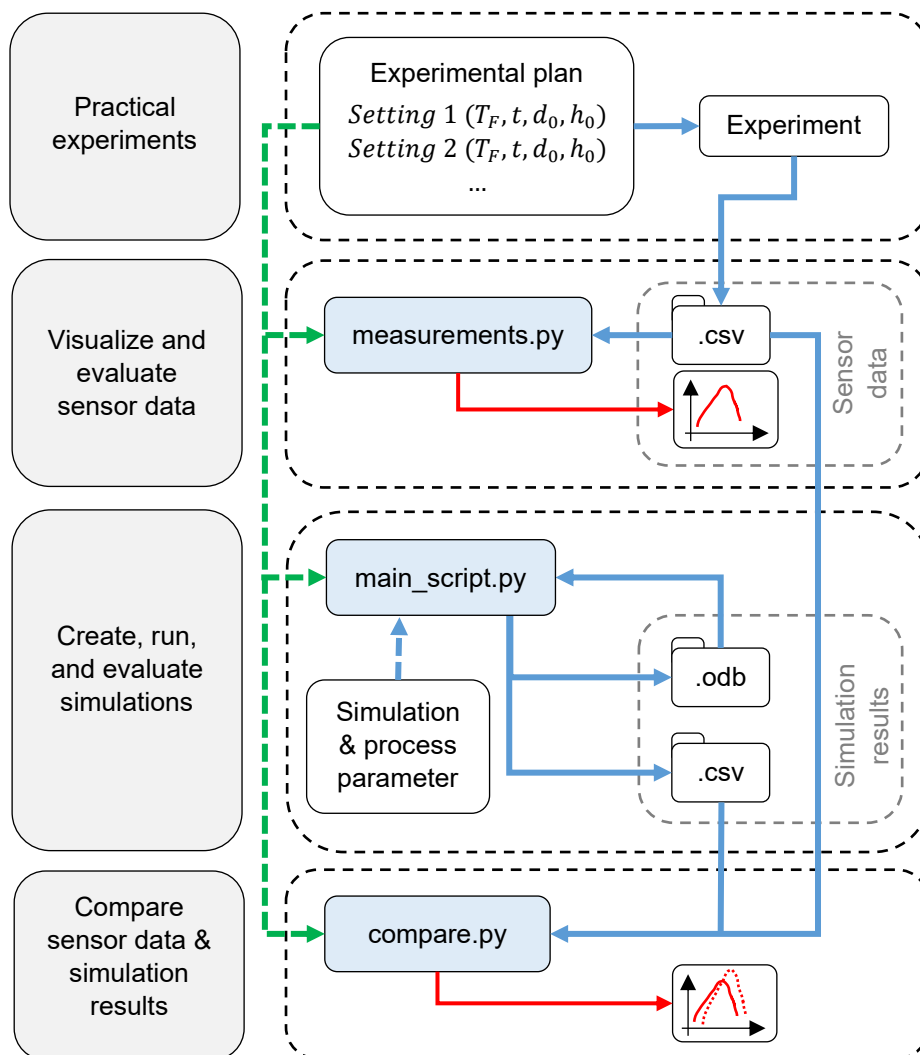 Practical
experiments
Experimental plan
Setting 1 (T_F, t, d_0, h_0)
Setting 2 (T_F, t, d_0, h_0)
...
Experiment
Visualize and
evaluate
sensor data
measurements.py
.csv
Sensor
data
Create, run,
and evaluate
simulations
main_script.py
Simulation
& process
parameter
.odb
.csv
Simulation
results
Compare
sensor data &
simulation
results
compare.py